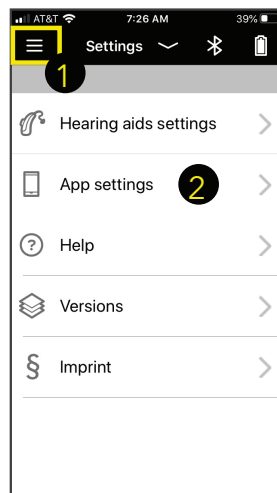 AT&T 7:26 AM 39%
Settings
1
Hearing aids settings
App settings 2
? Help
Versions
§ Imprint